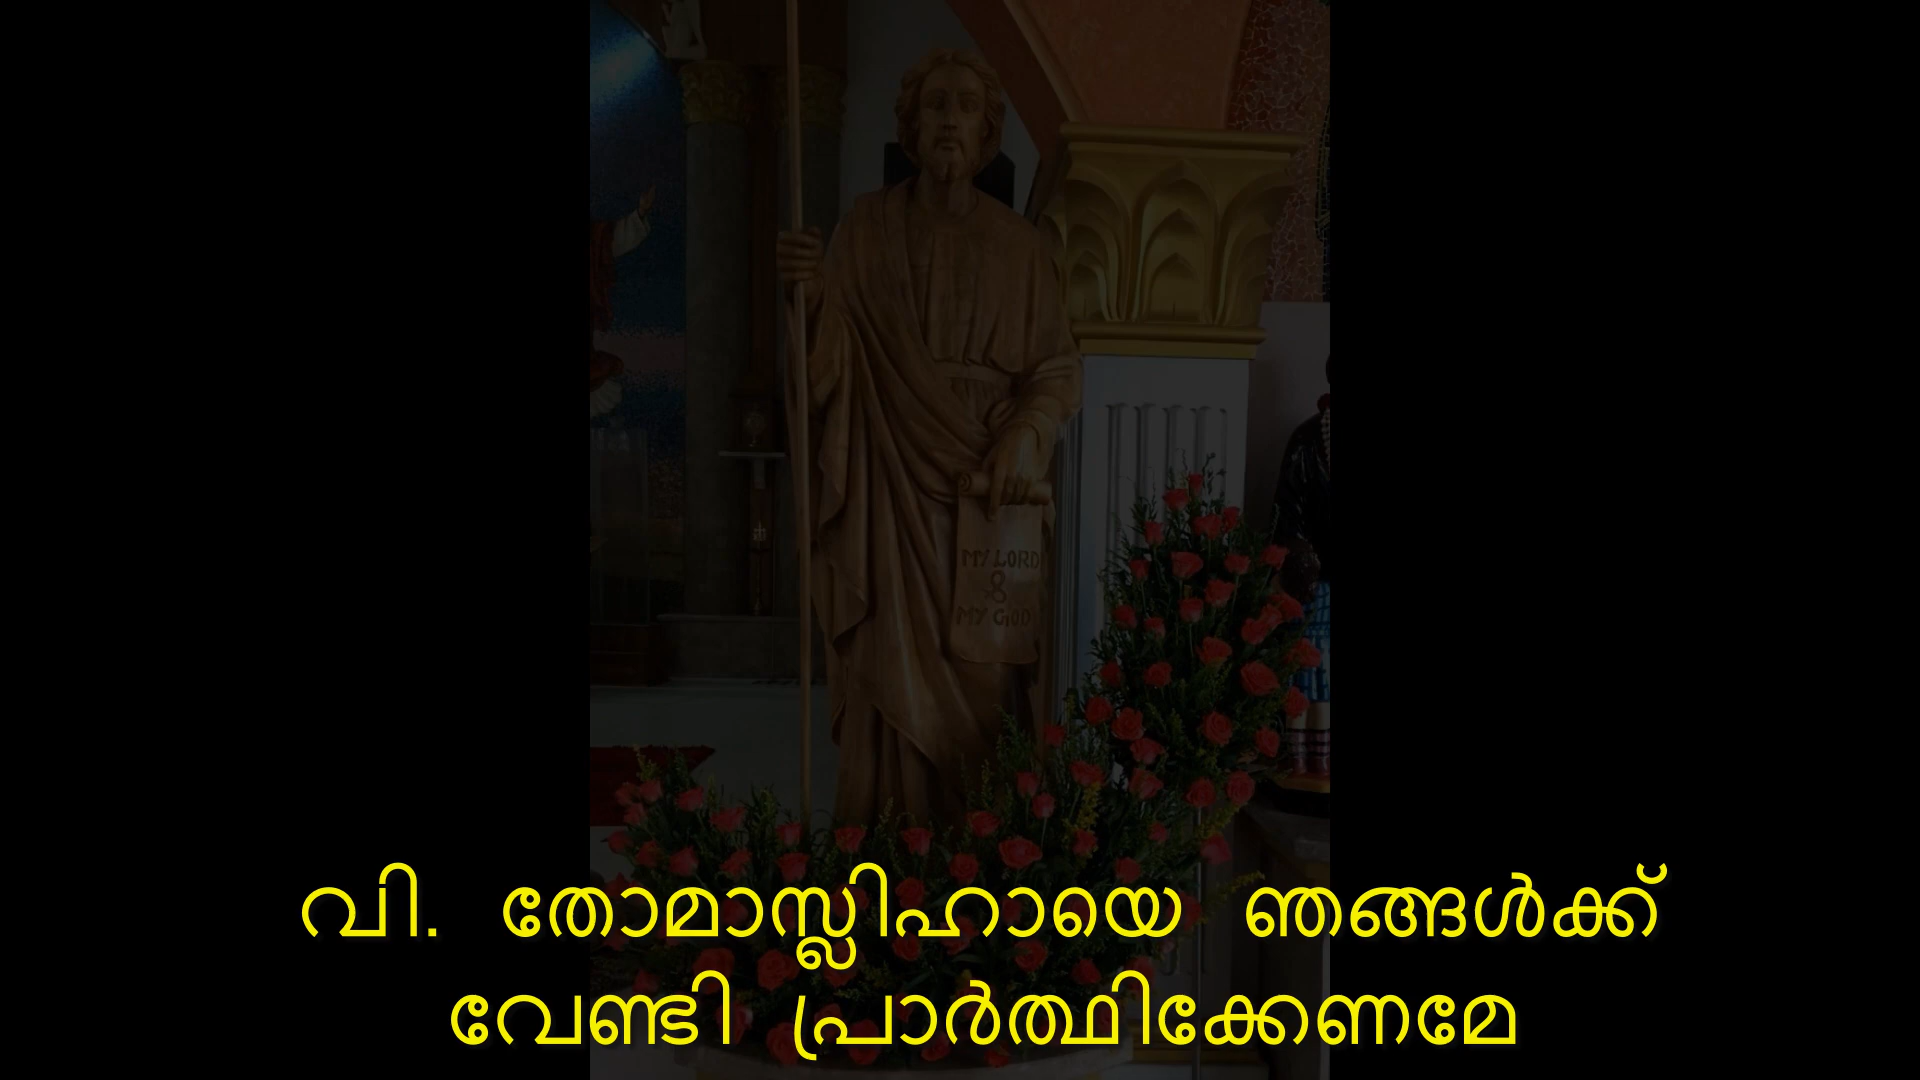 MY LORD
&
MY GOD
വി. തോമാസ്ലിഹായെ ഞങ്ങൾക്ക്
വേണ്ടി പ്രാർത്ഥിക്കേണമേ